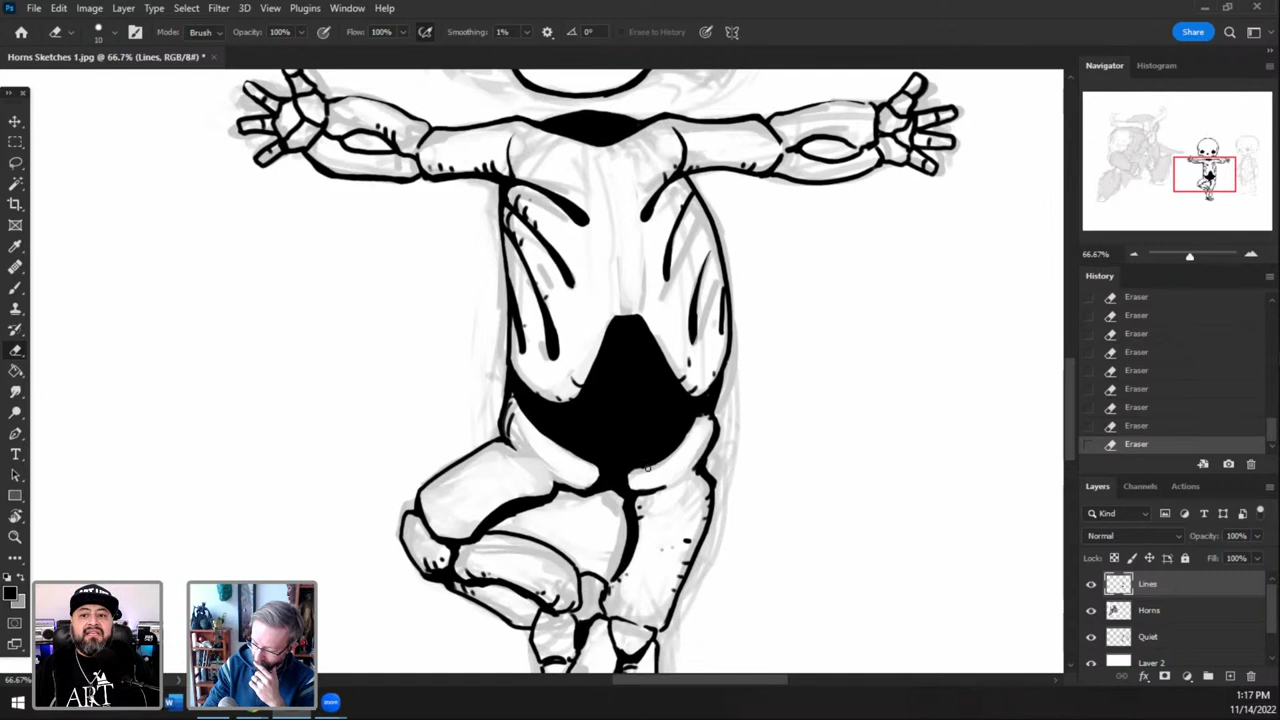 Ps File Edit Image Layer Type Select Filter 3D View Plugins Window Help
10 Mode: Brush Opacity: 100% Flow: 100% Smoothing: 1% 0° Erase to History Share
Horns Sketches 1.jpg @ 66.7% (Lines, RGB/8#) *
Navigator Histogram
66.67%
History
Eraser
Eraser
Eraser
Eraser
Eraser
Eraser
Eraser
Eraser
Eraser
Layers Channels Actions
Kind
Normal Opacity: 100%
Lock: Fill: 100%
Lines
Horns
Quiet
Layer 2
ART
zoom
1:17 PM
11/14/2022